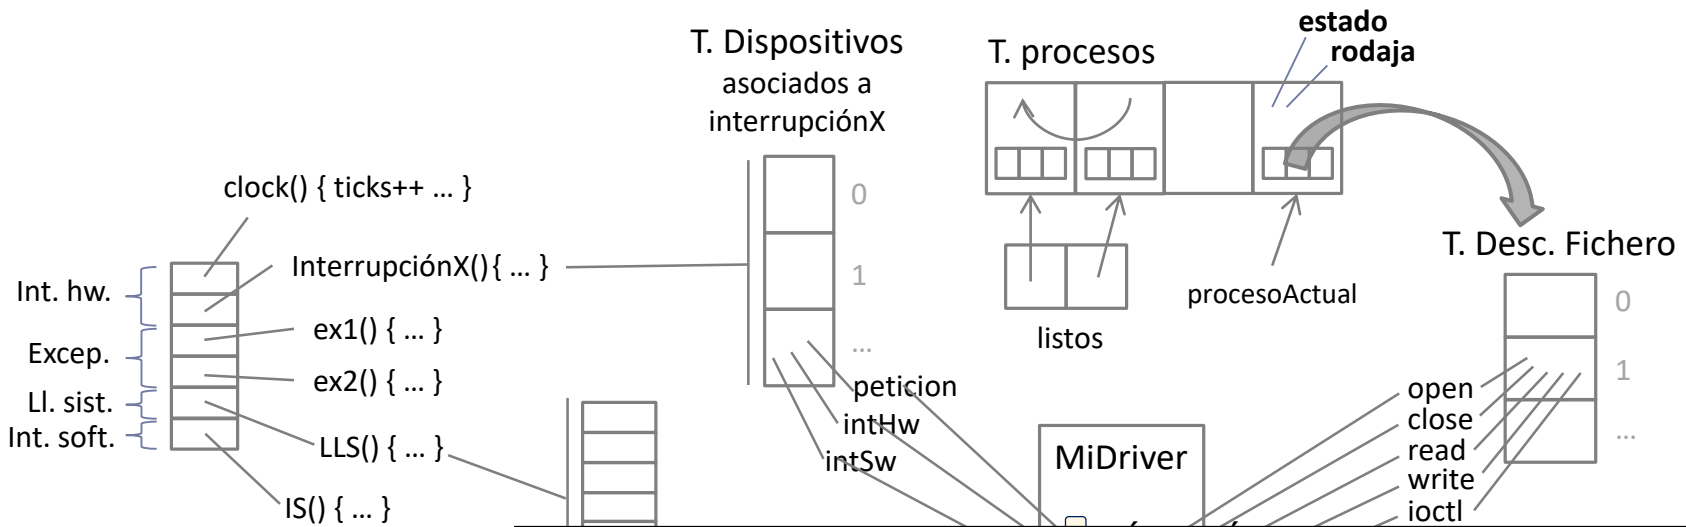 estado
rodaja
T. Dispositivos
asociados a
interrupciónX
T. procesos
clock() { ticks++ ... }
0
T. Desc. Fichero
InterrupciónX(){ ... }
1
procesoActual
0
Int. hw.
ex1() { ... }
listos
...
Excep.
ex2() { ... }
peticion
open
1
Ll. sist.
intHw
close
Int. soft.
LLS() { ... }
intSw
MiDriver
read
...
write
IS() { ... }
ioctl